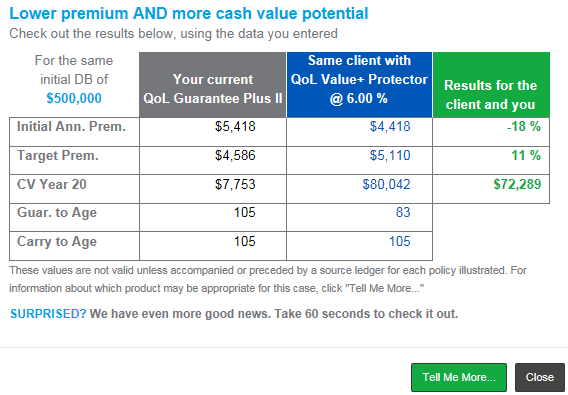 Lower premium AND more cash value potential
Check out the results below, using the data you entered
For the same
initial DB of
$500,000
Your current
QoL Guarantee Plus II
Same client with
QoL Value+ Protector
@ 6.00 %
Results for the
client and you
Initial Ann. Prem. $5,418 $4,418 -18 %
Target Prem. $4,586 $5,110 11 %
CV Year 20 $7,753 $80,042 $72,289
Guar. to Age 105 83
Carry to Age 105 105
These values are not valid unless accompanied or preceded by a source ledger for each policy illustrated. For
information about which product may be appropriate for this case, click "Tell Me More..."
SURPRISED? We have even more good news. Take 60 seconds to check it out.
Tell Me More... Close